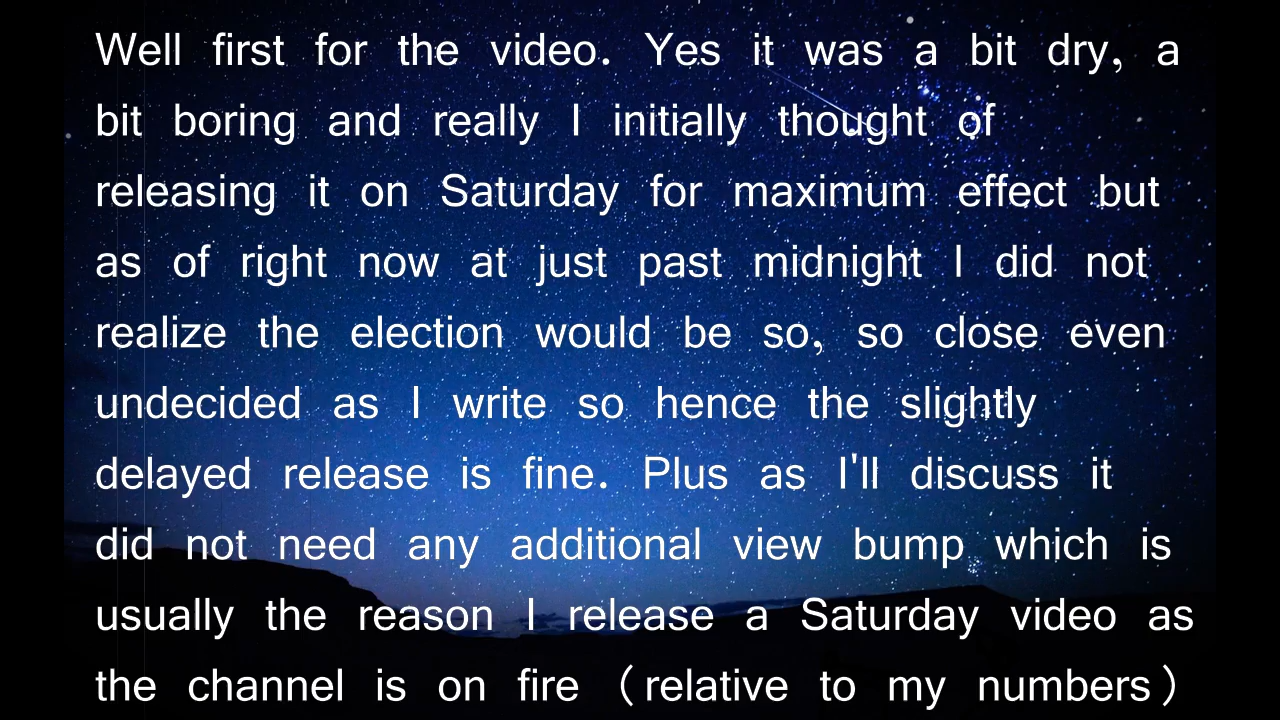 Well first for the video. Yes it was a bit dry, a
bit boring and really I initially thought of
releasing it on Saturday for maximum effect but
as of right now at just past midnight I did not
realize the election would be so, so close even
undecided as I write so hence the slightly
delayed release is fine. Plus as I'll discuss it
did not need any additional view bump which is
usually the reason I release a Saturday video as
the channel is on fire (relative to my numbers)